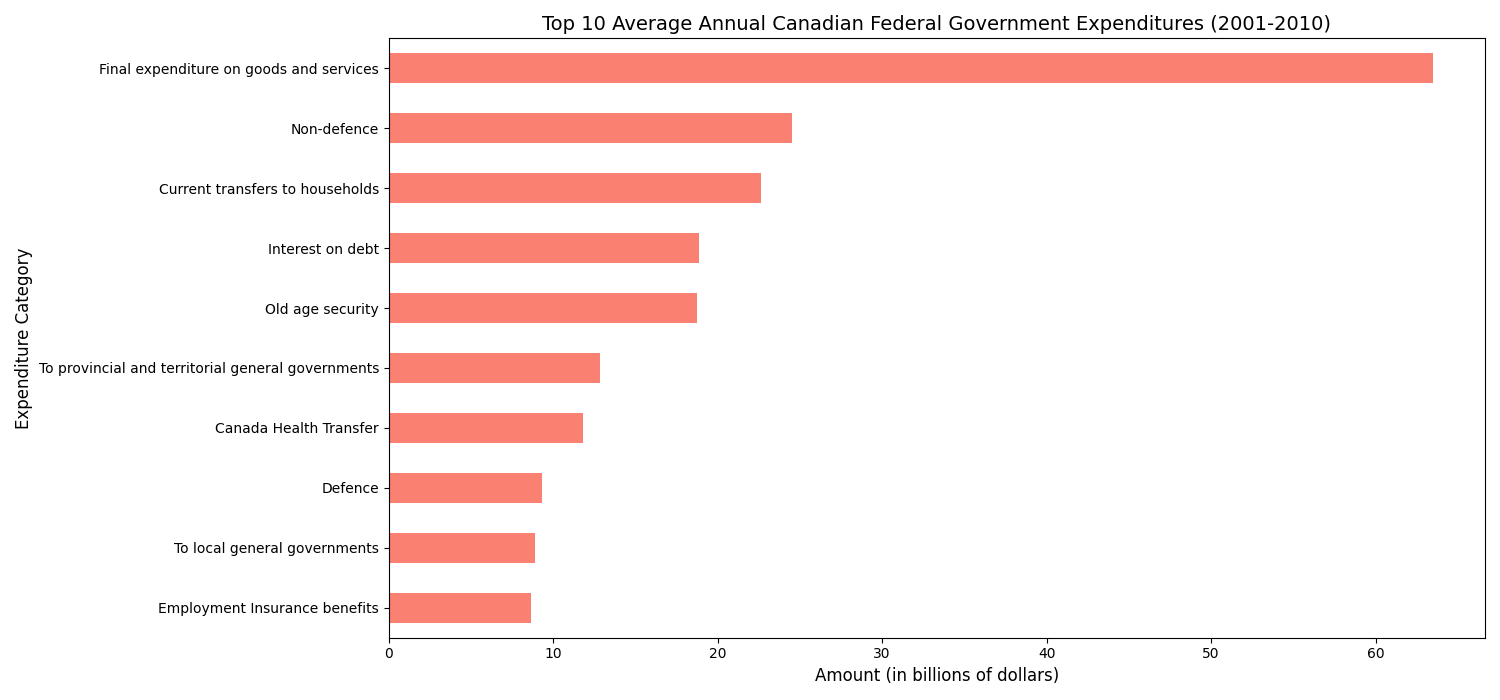 Top 10 Average Annual Canadian Federal Government Expenditures (2001-2010)
Expenditure Category
Final expenditure on goods and services
Non-defence
Current transfers to households
Interest on debt
Old age security
To provincial and territorial general governments
Canada Health Transfer
Defence
To local general governments
Employment Insurance benefits
0 10 20 30 40 50 60
Amount (in billions of dollars)